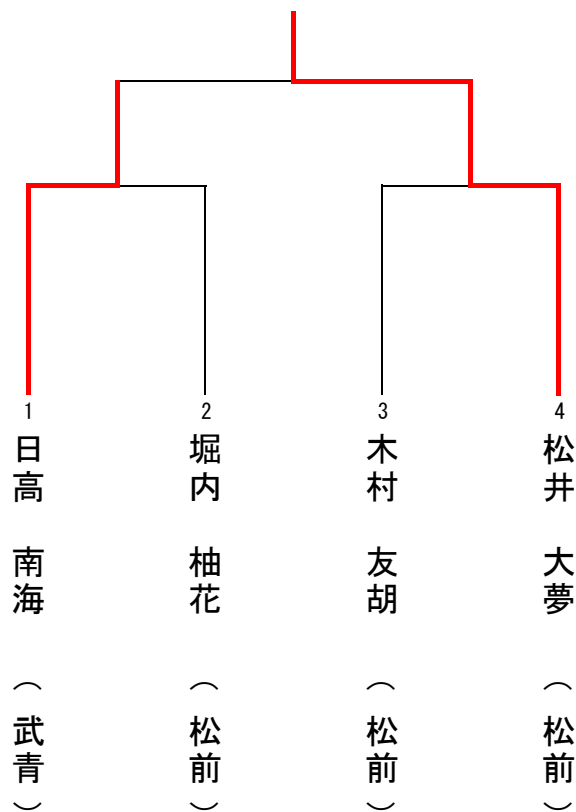 1
日高 南海 (武青)
2
堀内 柚花 (松前)
3
木村 友胡 (松前)
4
松井 大夢 (松前)